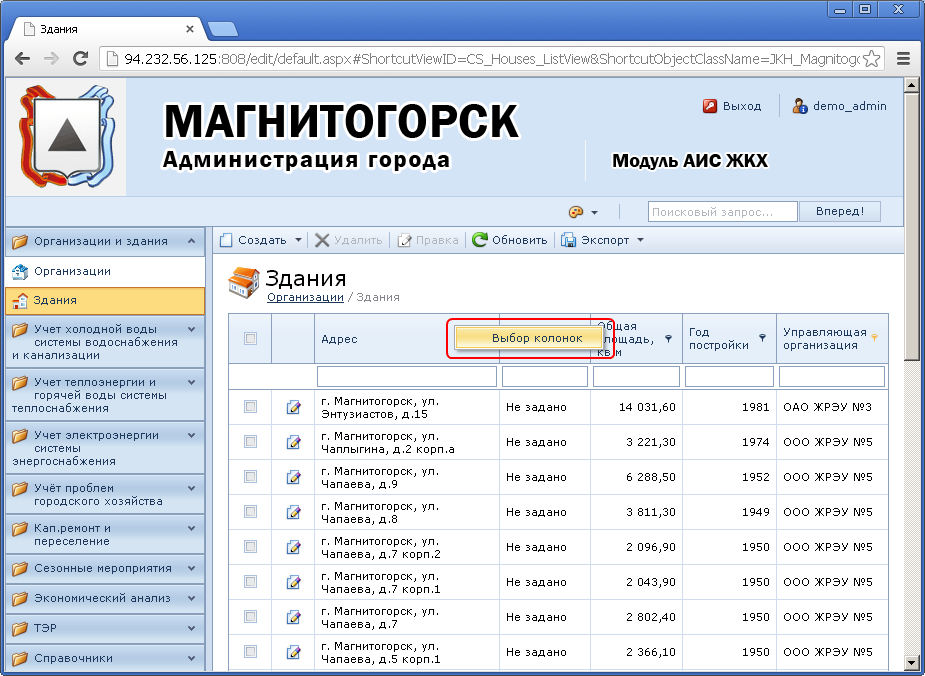 Здания
94.232.56.125:808/edit/default.aspx#ShortcutViewID=CS_Houses_ListView&ShortcutObjectClassName=JKH_Magnitog
МАГНИТОГОРСК
Администрация города
Модуль АИС ЖКХ
Выход
demo_admin
Поисковый запрос...
Вперед!
Организации и здания
Организации
Здания
Учет холодной воды
системы водоснабжения
и канализации
Учет теплоэнергии и
горячей воды системы
теплоснабжения
Учет электроэнергии
системы
энергоснабжения
Учёт проблем
городского хозяйства
Кап.ремонт и
переселение
Сезонные мероприятия
Экономический анализ
ТЭР
Справочники
Создать
Удалить
Правка
Обновить
Экспорт
Здания
Организации / Здания
Адрес
Выбор колонок
Общая
площадь,
кв.м
Год
постройки
Управляющая
организация
г. Магнитогорск, ул.
Энтузиастов, д.15
Не задано
14 031,60
1981
ОАО ЖРЭУ №3
г. Магнитогорск, ул.
Чаплыгина, д.2 корп.а
Не задано
3 221,30
1974
ООО ЖРЭУ №5
г. Магнитогорск, ул.
Чапаева, д.9
Не задано
6 288,50
1952
ООО ЖРЭУ №5
г. Магнитогорск, ул.
Чапаева, д.8
Не задано
3 811,30
1949
ООО ЖРЭУ №5
г. Магнитогорск, ул.
Чапаева, д.7 корп.2
Не задано
2 096,90
1950
ООО ЖРЭУ №5
г. Магнитогорск, ул.
Чапаева, д.7 корп.1
Не задано
2 043,90
1950
ООО ЖРЭУ №5
г. Магнитогорск, ул.
Чапаева, д.7
Не задано
2 802,40
1950
ООО ЖРЭУ №5
г. Магнитогорск, ул.
Чапаева, д.5 корп.1
Не задано
2 366,10
1950
ООО ЖРЭУ №5